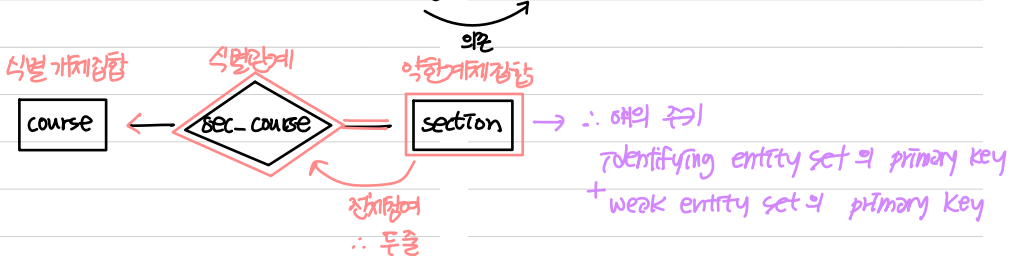 의존
식별 개체집합
식별관계
약한개체집합
course
sec_course
section
→ ∴ 얘의 주키
identifying entity set의 primary key
+ weak entity set의 primary key
전체참여
∴ 두줄